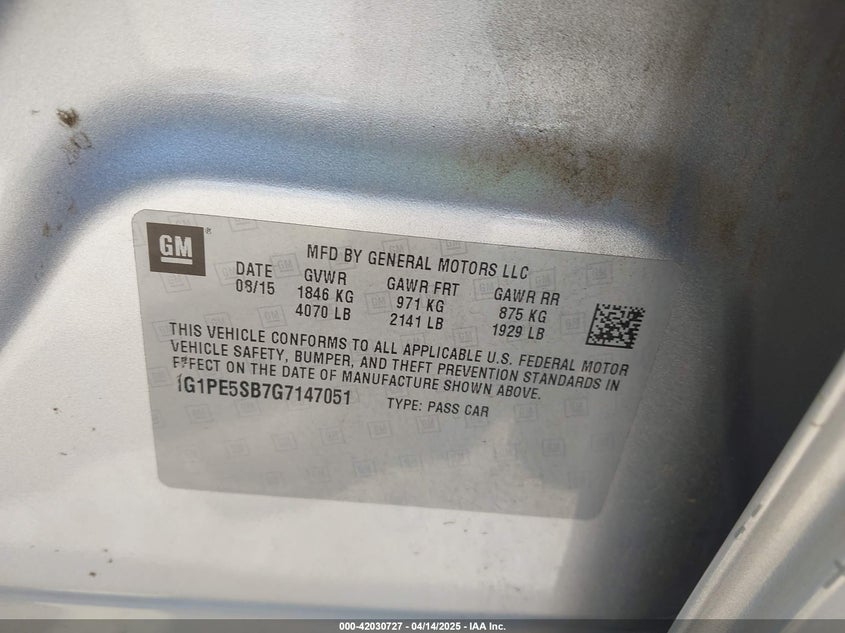 GM
MFD BY GENERAL MOTORS LLC
DATE GVWR GAWR FRT GAWR RR
08/15 1846 KG 971 KG 875 KG
4070 LB 2141 LB 1929 LB
THIS VEHICLE CONFORMS TO ALL APPLICABLE U.S. FEDERAL MOTOR
VEHICLE SAFETY, BUMPER, AND THEFT PREVENTION STANDARDS IN
EFFECT ON THE DATE OF MANUFACTURE SHOWN ABOVE.
1G1PE5SB7G7147051 TYPE: PASS CAR
000-42030727 - 04/14/2025 - IAA Inc.